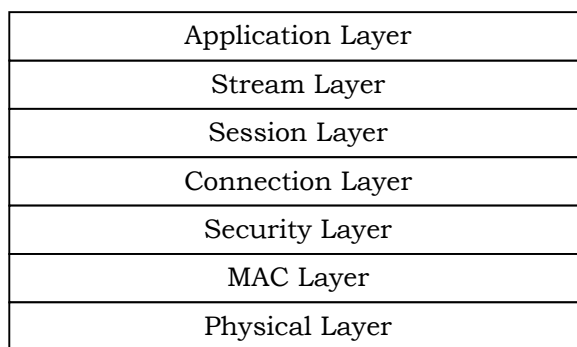 Application Layer
Stream Layer
Session Layer
Connection Layer
Security Layer
MAC Layer
Physical Layer